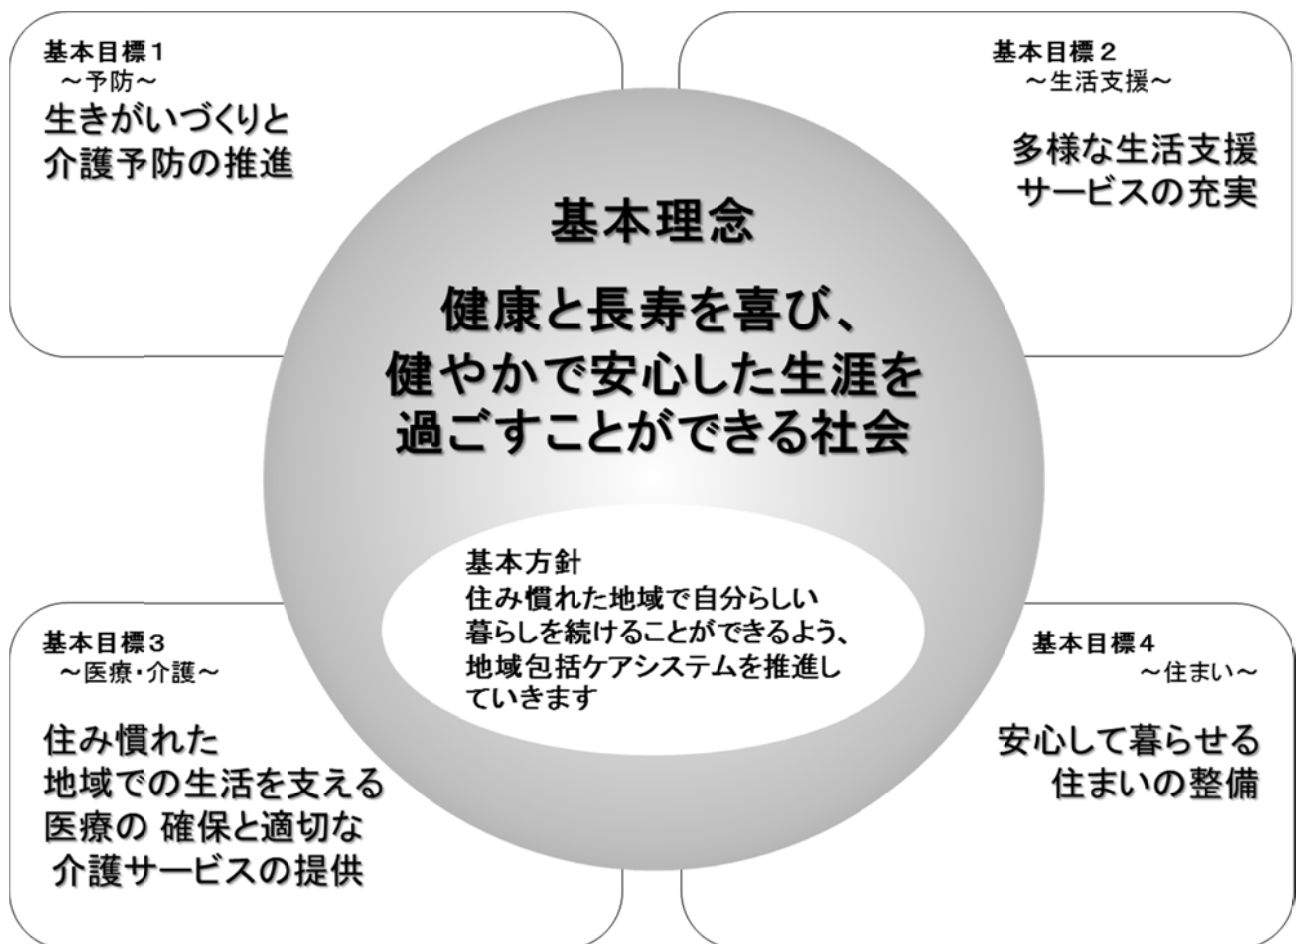 基本目標１
～予防～
生きがいづくりと
介護予防の推進
基本目標２
～生活支援～
多様な生活支援
サービスの充実
基本理念
健康と長寿を喜び、
健やかで安心した生涯を
過ごすことができる社会
基本方針
住み慣れた地域で自分らしい
暮らしを続けることができるよう、
地域包括ケアシステムを推進し
ていきます
基本目標3
～医療・介護～
住み慣れた
地域での生活を支える
医療の 確保と適切な
介護サービスの提供
基本目標4
～住まい～
安心して暮らせる
住まいの整備